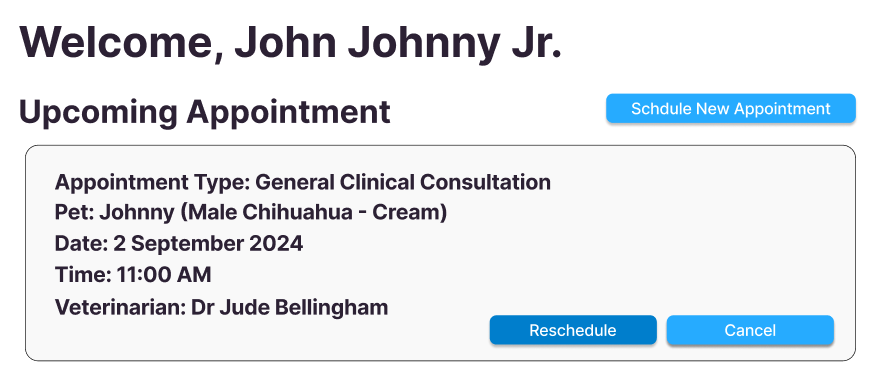 Welcome, John Johnny Jr.
Upcoming Appointment
Schdule New Appointment
Appointment Type: General Clinical Consultation
Pet: Johnny (Male Chihuahua - Cream)
Date: 2 September 2024
Time: 11:00 AM
Veterinarian: Dr Jude Bellingham
Reschedule
Cancel